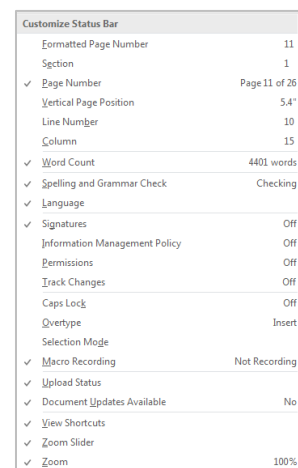 Customize Status Bar
Formatted Page Number 11
Section 1
✓ Page Number Page 11 of 26
Vertical Page Position 5.4"
Line Number 10
Column 15
✓ Word Count 4401 words
✓ Spelling and Grammar Check Checking
✓ Language
✓ Signatures Off
Information Management Policy Off
Permissions Off
Track Changes Off
Caps Lock Off
Overtype Insert
Selection Mode
✓ Macro Recording Not Recording
✓ Upload Status
✓ Document Updates Available No
✓ View Shortcuts
✓ Zoom Slider
✓ Zoom 100%